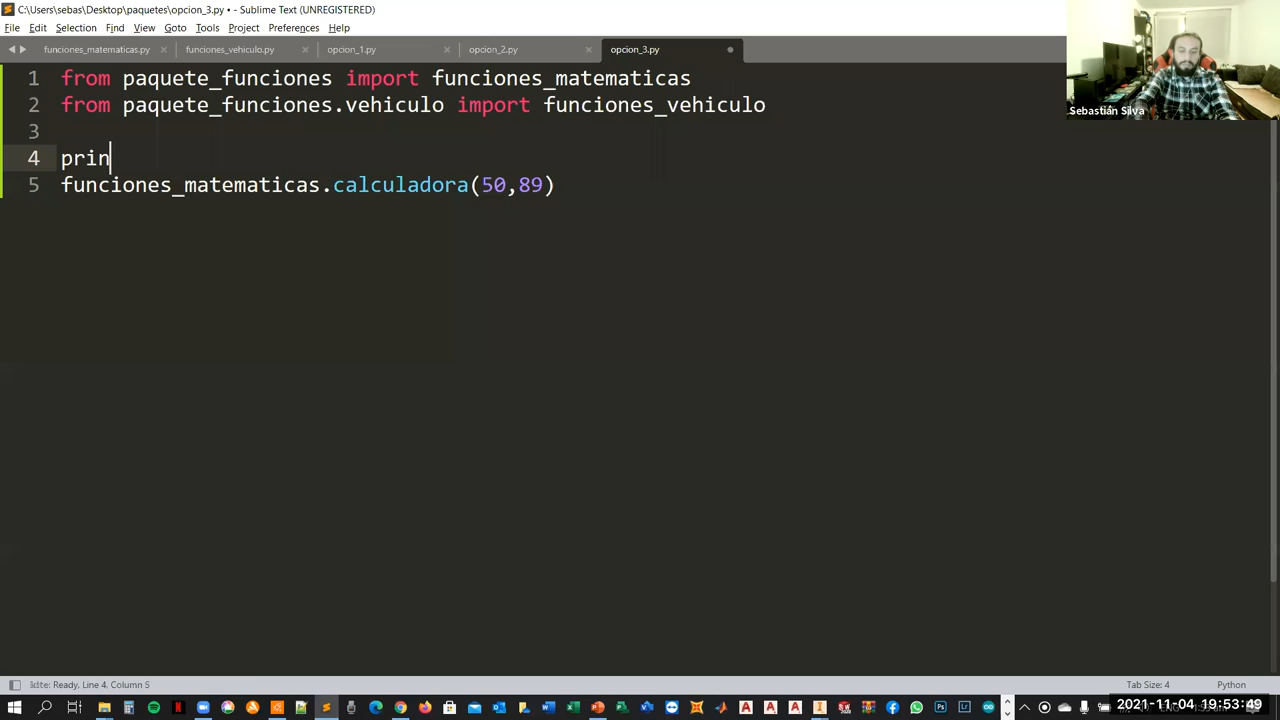 C:\Users\sebas\Desktop\paquetes\opcion_3.py • - Sublime Text (UNREGISTERED)
File Edit Selection Find View Goto Tools Project Preferences Help
funciones_matematicas.py funciones_vehiculo.py opcion_1.py opcion_2.py opcion_3.py
1 from paquete_funciones import funciones_matematicas
2 from paquete_funciones.vehiculo import funciones_vehiculo
3
4 prin
5 funciones_matematicas.calculadora(50,89)
Sebastián Silva
Ready, Line 4, Column 5 Tab Size: 4 Python
2021-11-04 19:53:49